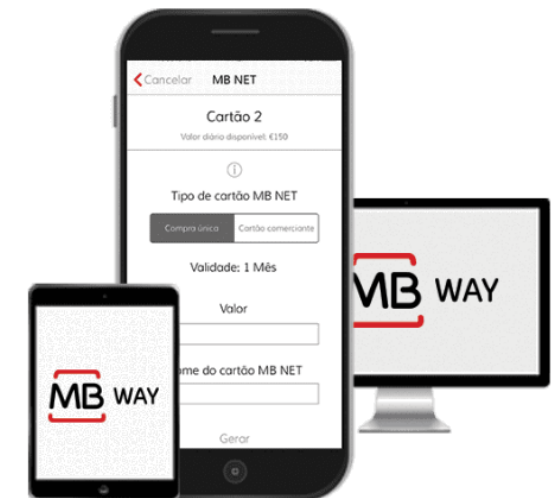 Cancelar MB NET
Cartão 2
Valor diário disponível: €150
Tipo de cartão MB NET
Compra única Cartão comerciante
Validade: 1 Mês
Valor
ome do cartão MB NET
Gerar
MB WAY
MB WAY